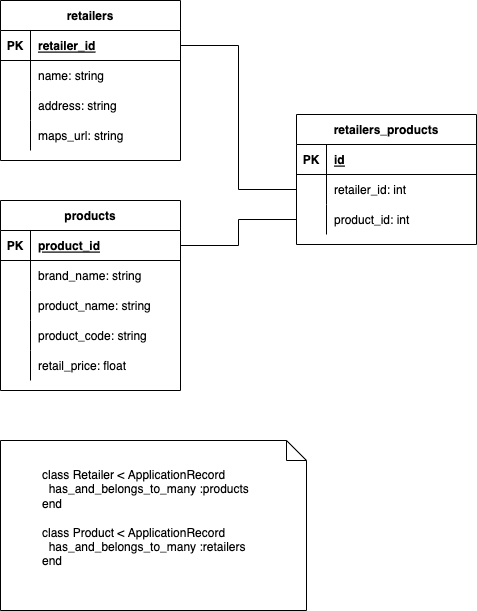 retailers
PK retailer_id
name: string
address: string
maps_url: string
retailers_products
PK id
retailer_id: int
product_id: int
products
PK product_id
brand_name: string
product_name: string
product_code: string
retail_price: float
class Retailer < ApplicationRecord
  has_and_belongs_to_many :products
end
class Product < ApplicationRecord
  has_and_belongs_to_many :retailers
end